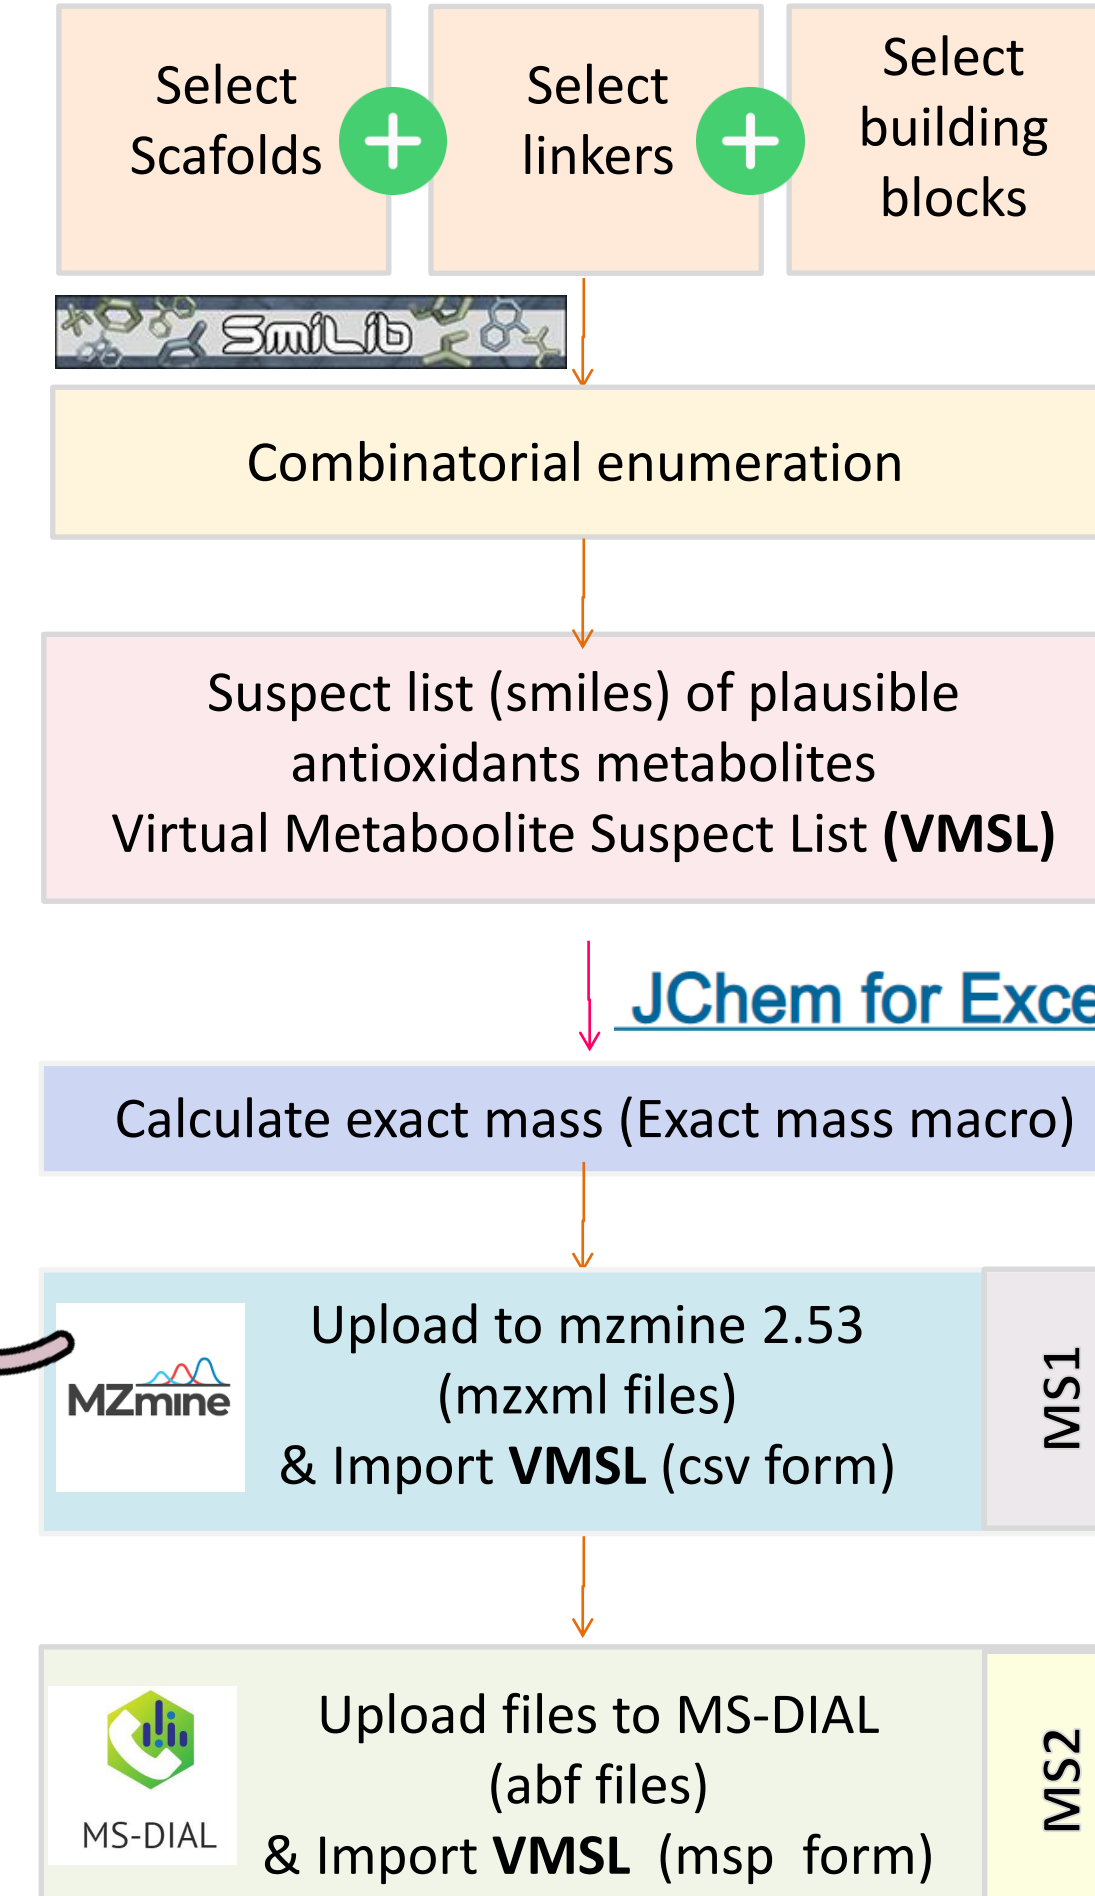 Select
Scafolds
Select
linkers
Select
building
blocks
SmiLib
Combinatorial enumeration
Suspect list (smiles) of plausible
antioxidants metabolites
Virtual Metaboolite Suspect List (VMSL)
JChem for Exce
Calculate exact mass (Exact mass macro)
MZmine
Upload to mzmine 2.53
(mzxml files)
& Import VMSL (csv form)
MS1
MS-DIAL
Upload files to MS-DIAL
(abf files)
& Import VMSL (msp form)
MS2